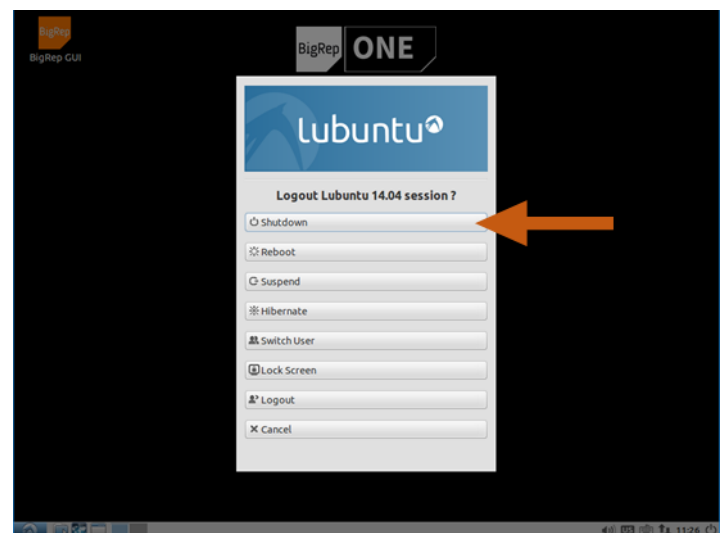 BigRep
BigRep GUI
BigRep ONE
Lubuntu
Logout Lubuntu 14.04 session ?
Shutdown
Reboot
Suspend
Hibernate
Switch User
Lock Screen
Logout
Cancel
11:26